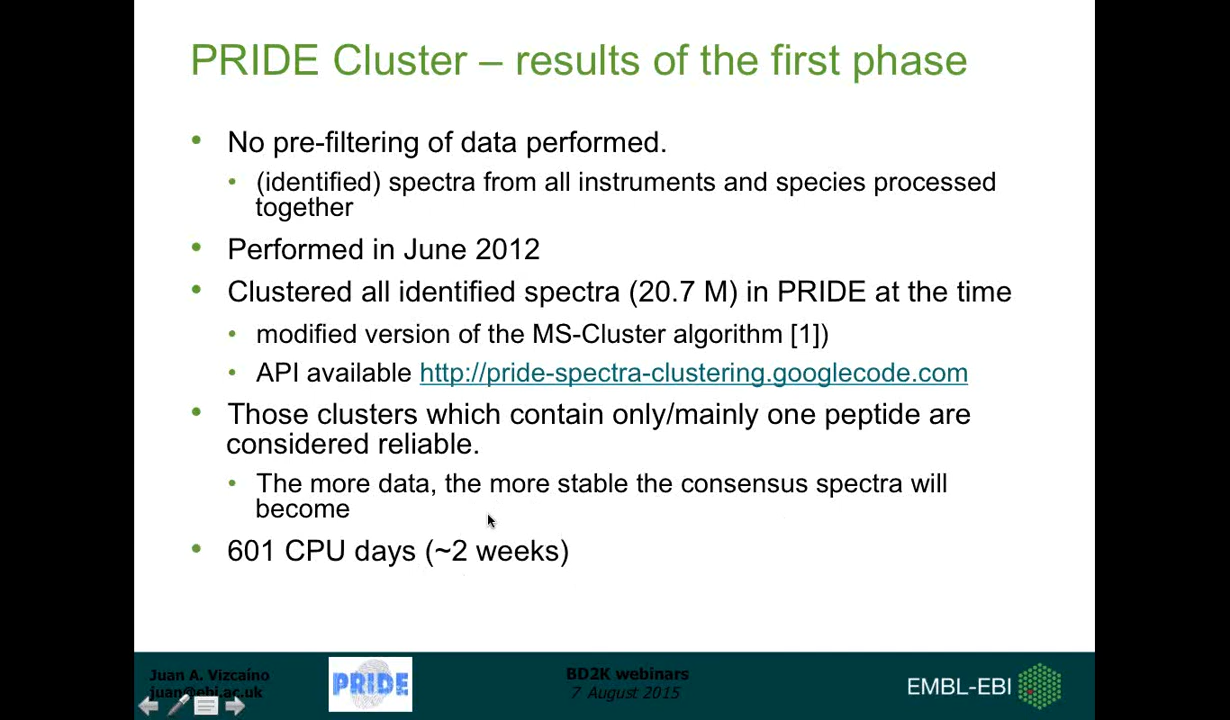 PRIDE Cluster – results of the first phase
• No pre-filtering of data performed.
• (identified) spectra from all instruments and species processed
together
• Performed in June 2012
• Clustered all identified spectra (20.7 M) in PRIDE at the time
• modified version of the MS-Cluster algorithm [1])
• API available http://pride-spectra-clustering.googlecode.com
• Those clusters which contain only/mainly one peptide are
considered reliable.
• The more data, the more stable the consensus spectra will
become
• 601 CPU days (~2 weeks)
Juan A. Vizcaíno
juan@ebi.ac.uk
PRIDE
BD2K webinars
7 August 2015
EMBL-EBI